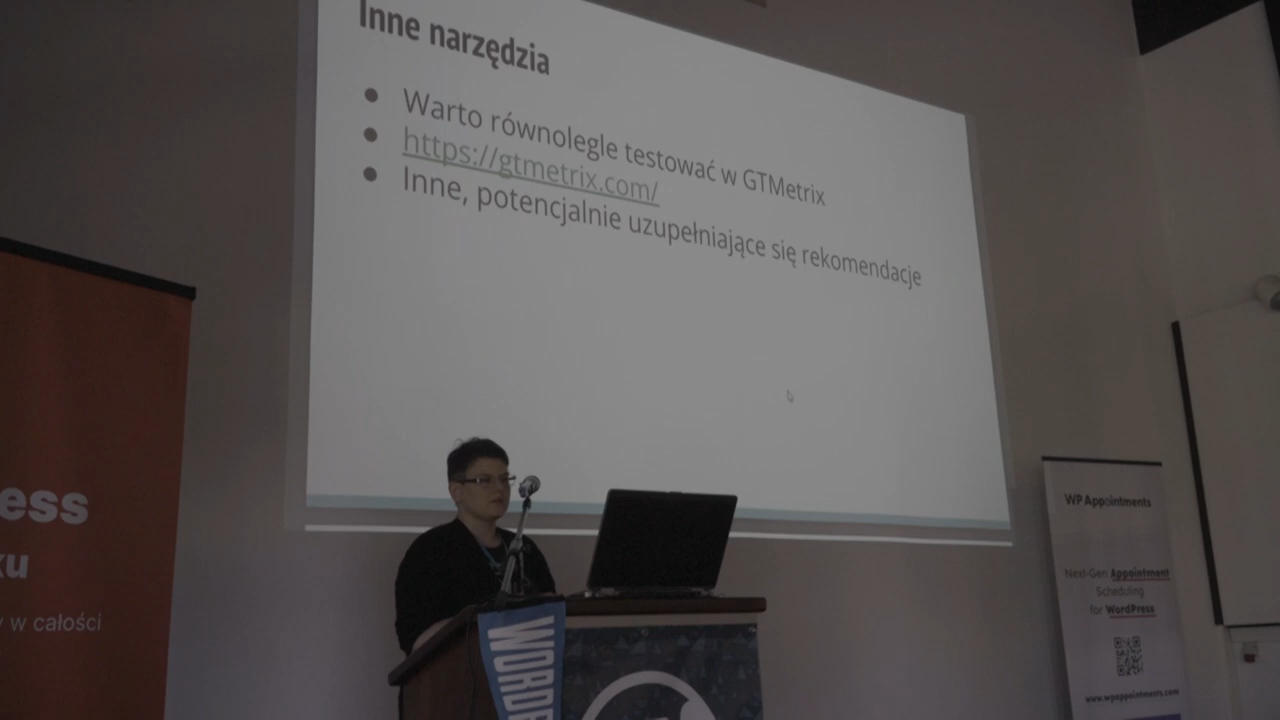 Inne narzędzia
Warto równolegle testować w GTMetrix
https://gtmetrix.com/
Inne, potencjalnie uzupełniające się rekomendacje
ess
ku
w całości
WORD
WP Appointments
Next-Gen Appointment
Scheduling
for WordPress
www.wpappointments.com